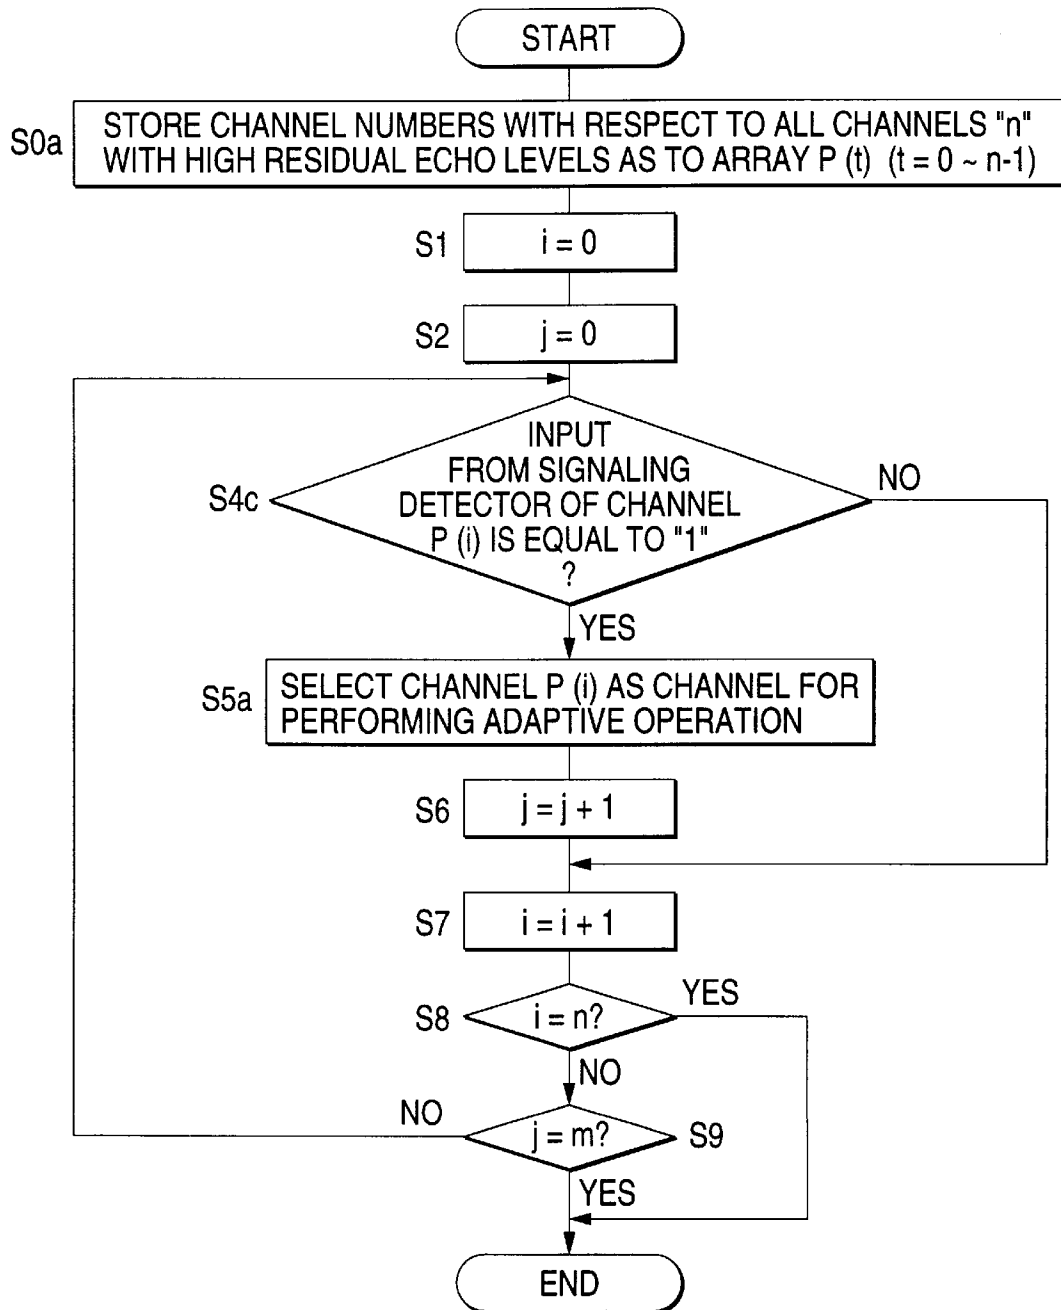 START
S0a
STORE CHANNEL NUMBERS WITH RESPECT TO ALL CHANNELS "n"
WITH HIGH RESIDUAL ECHO LEVELS AS TO ARRAY P (t) (t = 0 ~ n-1)
S1
i = 0
S2
j = 0
S4c
INPUT
FROM SIGNALING
DETECTOR OF CHANNEL
P (i) IS EQUAL TO "1"
?
NO
YES
S5a
SELECT CHANNEL P (i) AS CHANNEL FOR
PERFORMING ADAPTIVE OPERATION
S6
j = j + 1
S7
i = i + 1
S8
i = n?
YES
NO
NO
j = m?
S9
YES
END